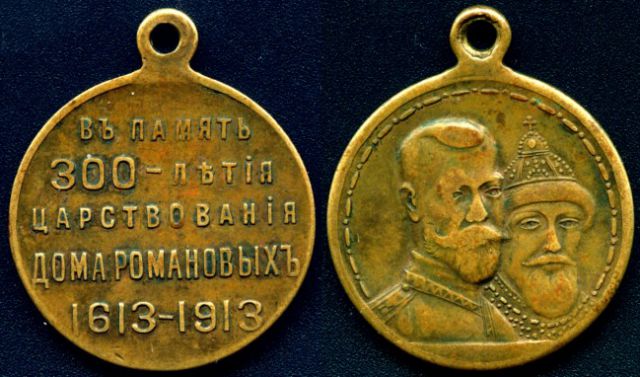 ВЪ ПАМЯТЬ
300-ЛѢТІЯ
ЦАРСТВОВАНІЯ
ДОМА РОМАНОВЫХЪ
1613-1913